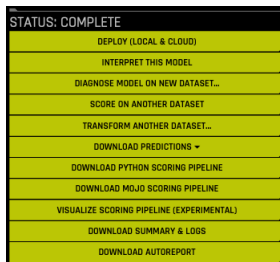 STATUS: COMPLETE
DEPLOY (LOCAL & CLOUD)
INTERPRET THIS MODEL
DIAGNOSE MODEL ON NEW DATASET...
SCORE ON ANOTHER DATASET
TRANSFORM ANOTHER DATASET...
DOWNLOAD PREDICTIONS
DOWNLOAD PYTHON SCORING PIPELINE
DOWNLOAD MOJO SCORING PIPELINE
VISUALIZE SCORING PIPELINE (EXPERIMENTAL)
DOWNLOAD SUMMARY & LOGS
DOWNLOAD AUTOREPORT